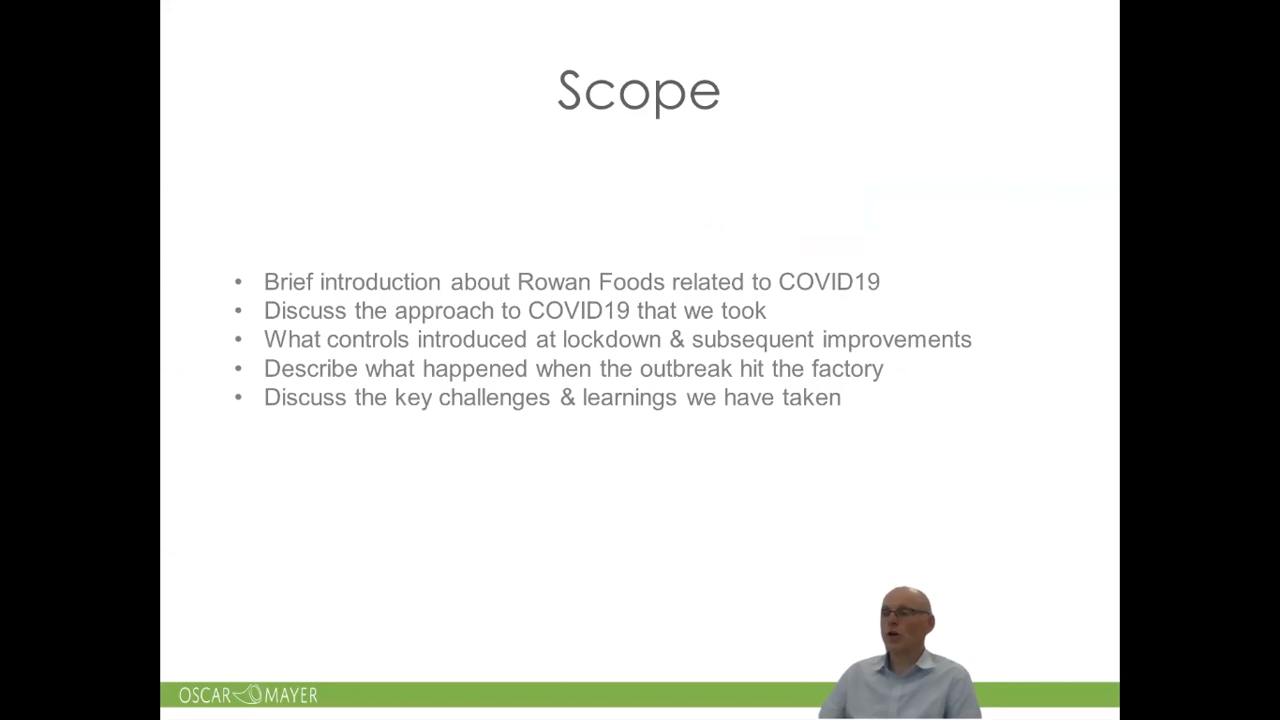 Scope
• Brief introduction about Rowan Foods related to COVID19
• Discuss the approach to COVID19 that we took
• What controls introduced at lockdown & subsequent improvements
• Describe what happened when the outbreak hit the factory
• Discuss the key challenges & learnings we have taken
OSCAR MAYER